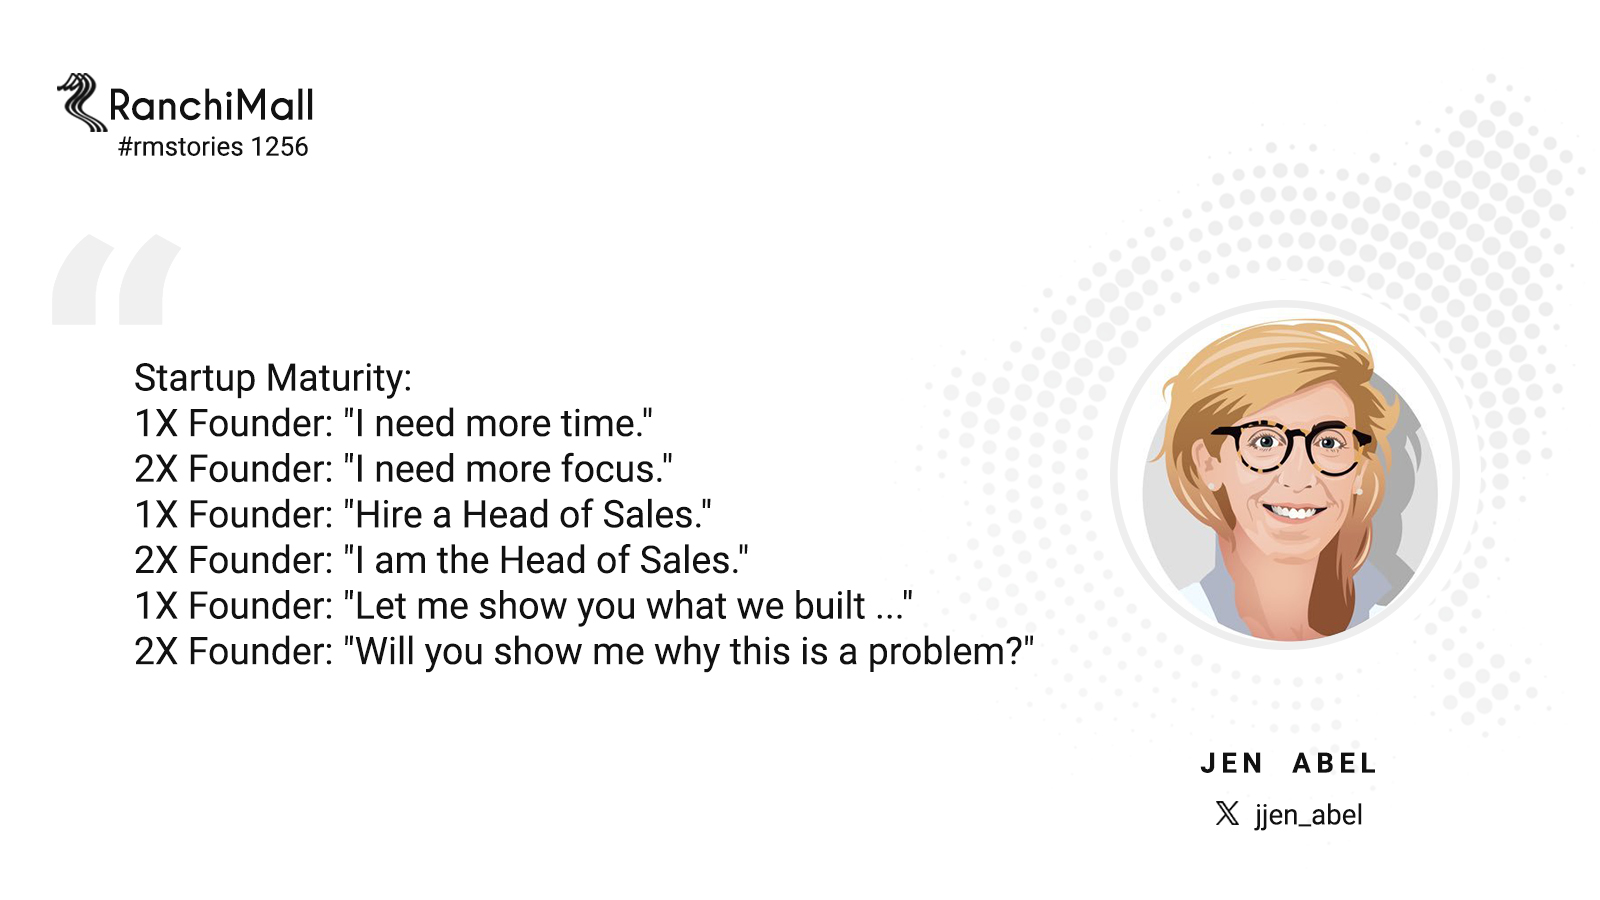 RanchiMall
#rmstories 1256
Startup Maturity:
1X Founder: "I need more time."
2X Founder: "I need more focus."
1X Founder: "Hire a Head of Sales."
2X Founder: "I am the Head of Sales."
1X Founder: "Let me show you what we built ..."
2X Founder: "Will you show me why this is a problem?"
JEN ABEL
𝕏 jjen_abel